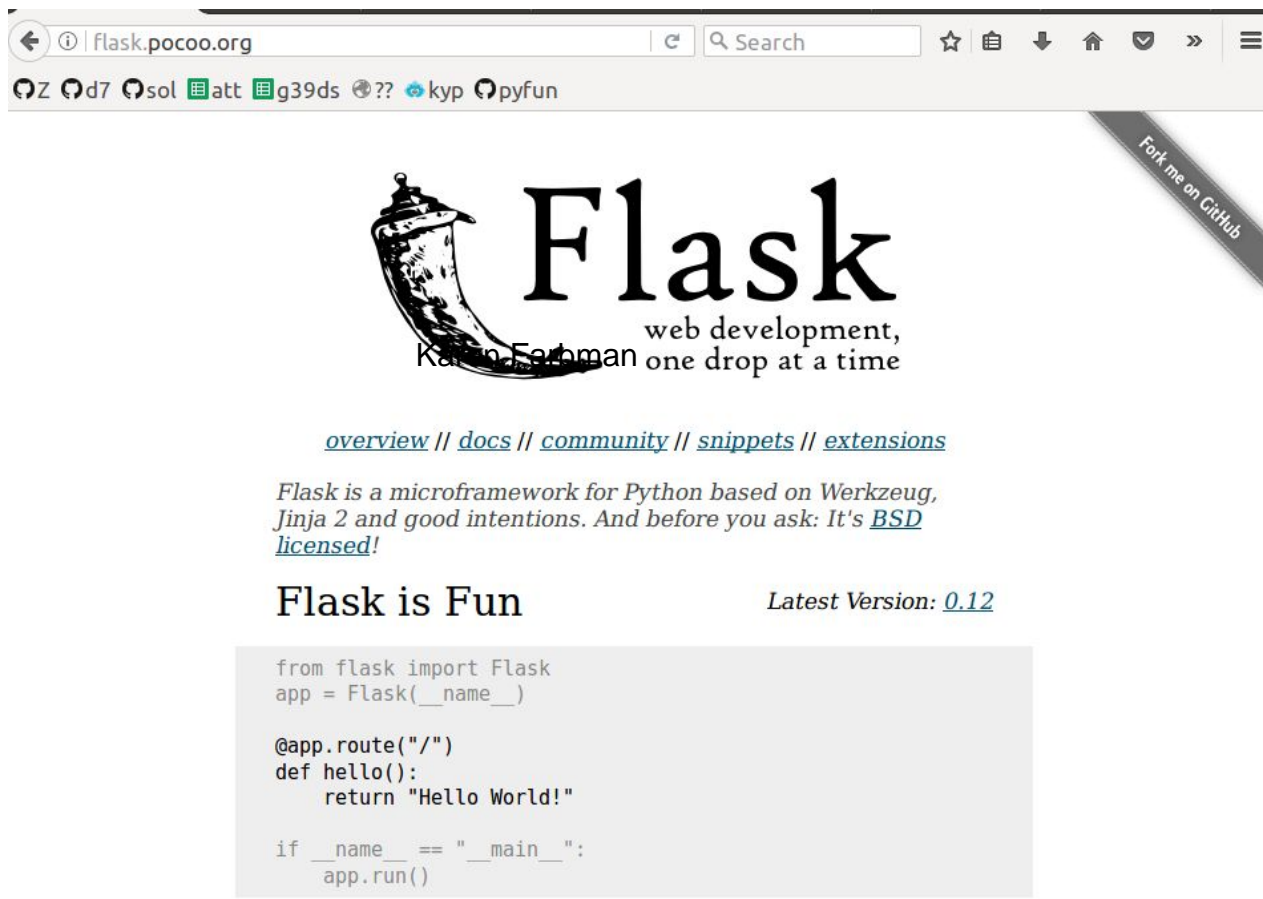 flask.pocoo.org
Search
Z d7 sol att g39ds ?? kyp pyfun
Fork me on GitHub
Flask
web development,
one drop at a time
Karen Farbman
overview // docs // community // snippets // extensions
Flask is a microframework for Python based on Werkzeug,
Jinja 2 and good intentions. And before you ask: It's BSD
licensed!
Flask is Fun
Latest Version: 0.12
from flask import Flask
app = Flask(__name__)
@app.route("/")
def hello():
    return "Hello World!"
if __name__ == "__main__":
    app.run()